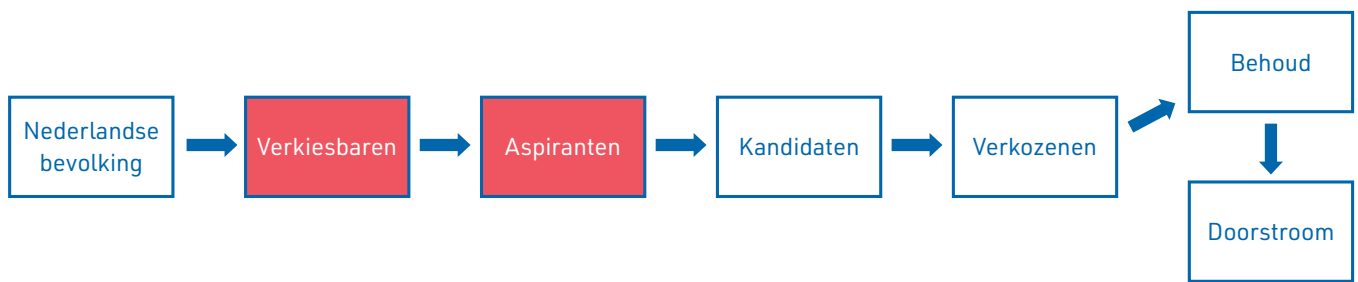 Nederlandse
bevolking
Verkiesbaren
Aspiranten
Kandidaten
Verkozenen
Behoud
Doorstroom